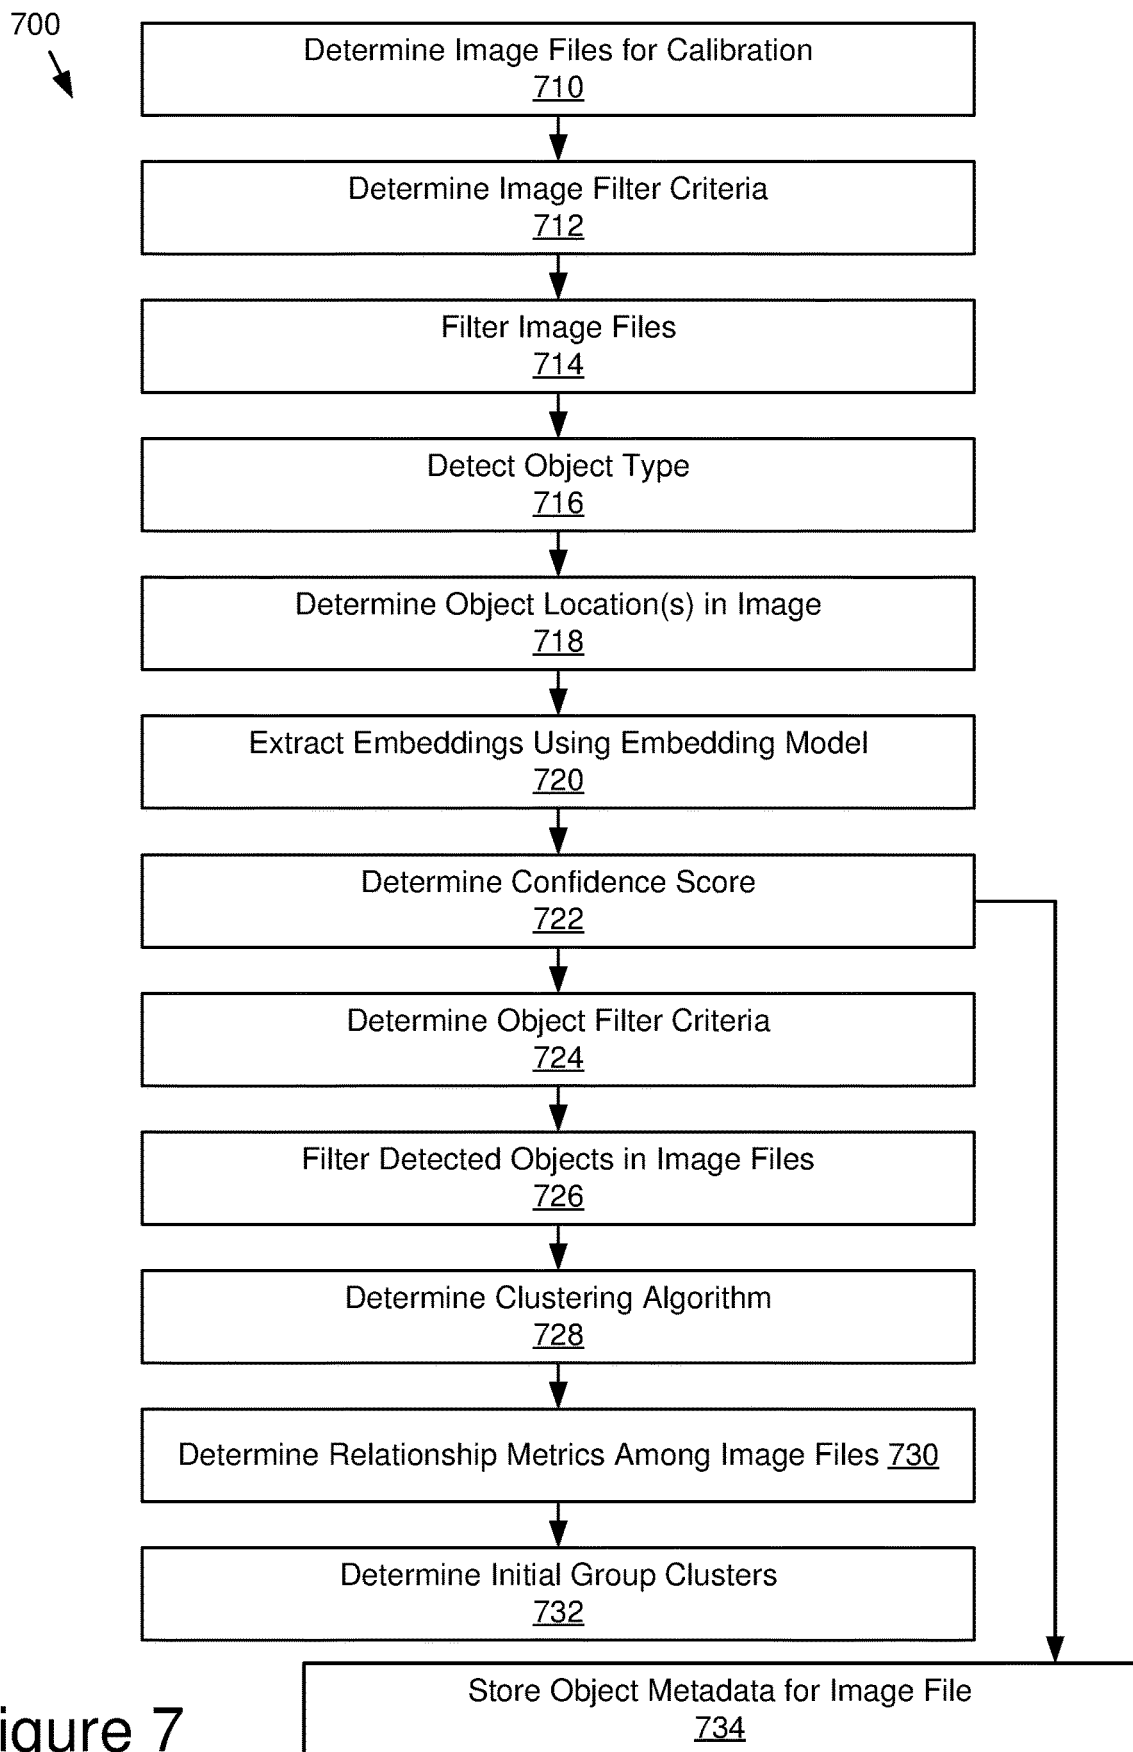 700
Determine Image Files for Calibration
710
Determine Image Filter Criteria
712
Filter Image Files
714
Detect Object Type
716
Determine Object Location(s) in Image
718
Extract Embeddings Using Embedding Model
720
Determine Confidence Score
722
Determine Object Filter Criteria
724
Filter Detected Objects in Image Files
726
Determine Clustering Algorithm
728
Determine Relationship Metrics Among Image Files 730
Determine Initial Group Clusters
732
Store Object Metadata for Image File
734
igure 7